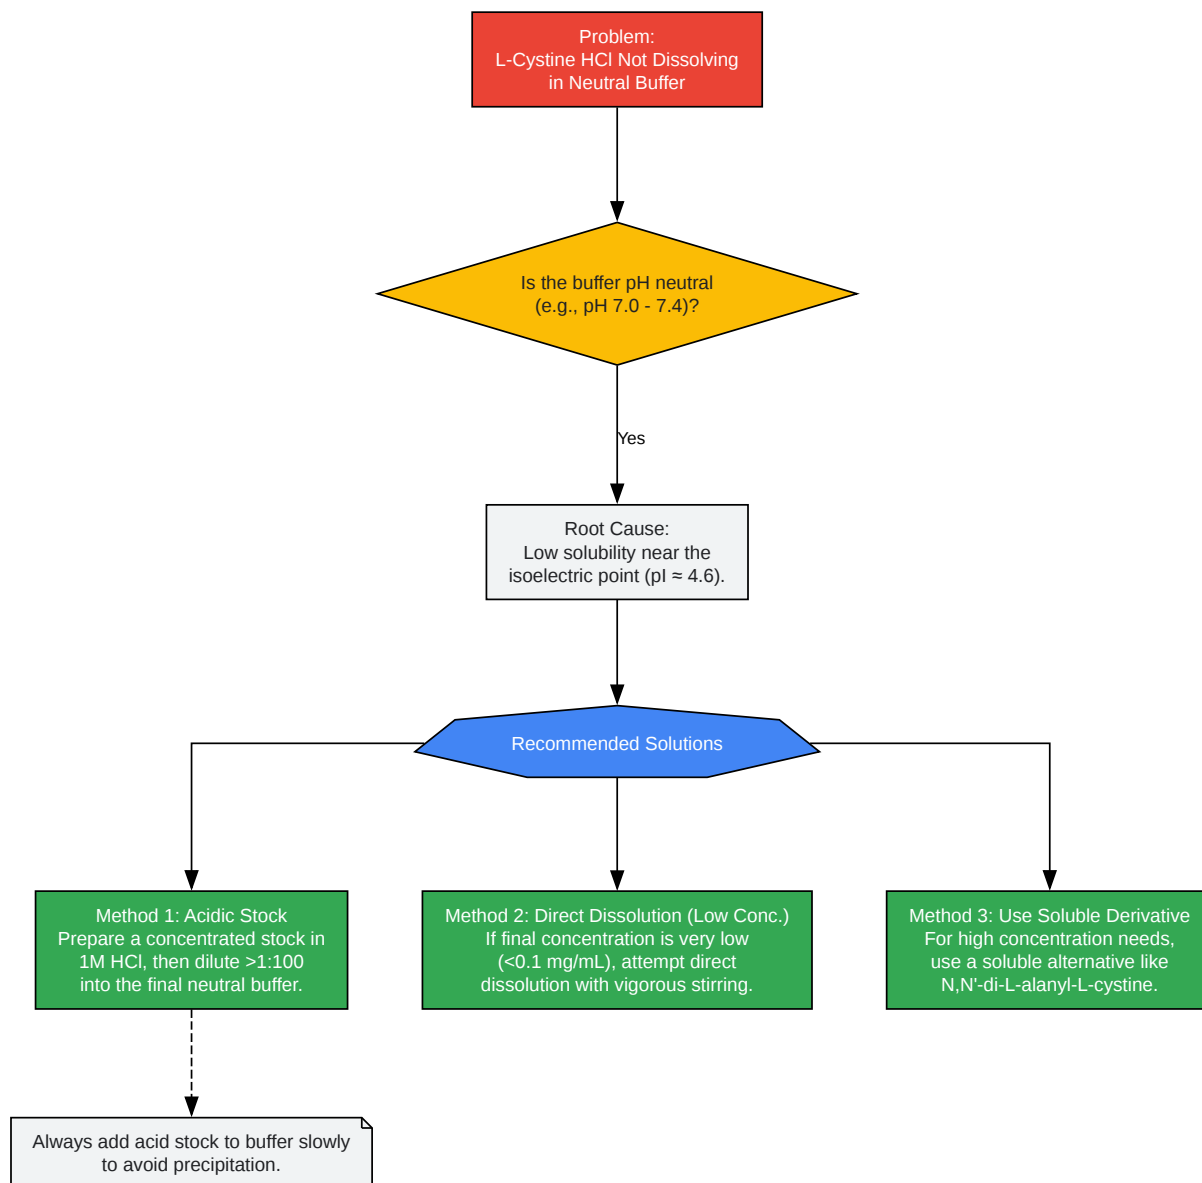 Problem:
L-Cystine HCl Not Dissolving
in Neutral Buffer
Is the buffer pH neutral
(e.g., pH 7.0 - 7.4)?
Yes
Root Cause:
Low solubility near the
isoelectric point (pI ≈ 4.6).
Recommended Solutions
Method 1: Acidic Stock
Prepare a concentrated stock in
1M HCl, then dilute >1:100
into the final neutral buffer.
Method 2: Direct Dissolution (Low Conc.)
If final concentration is very low
(<0.1 mg/mL), attempt direct
dissolution with vigorous stirring.
Method 3: Use Soluble Derivative
For high concentration needs,
use a soluble alternative like
N,N'-di-L-alanyl-L-cystine.
Always add acid stock to buffer slowly
to avoid precipitation.